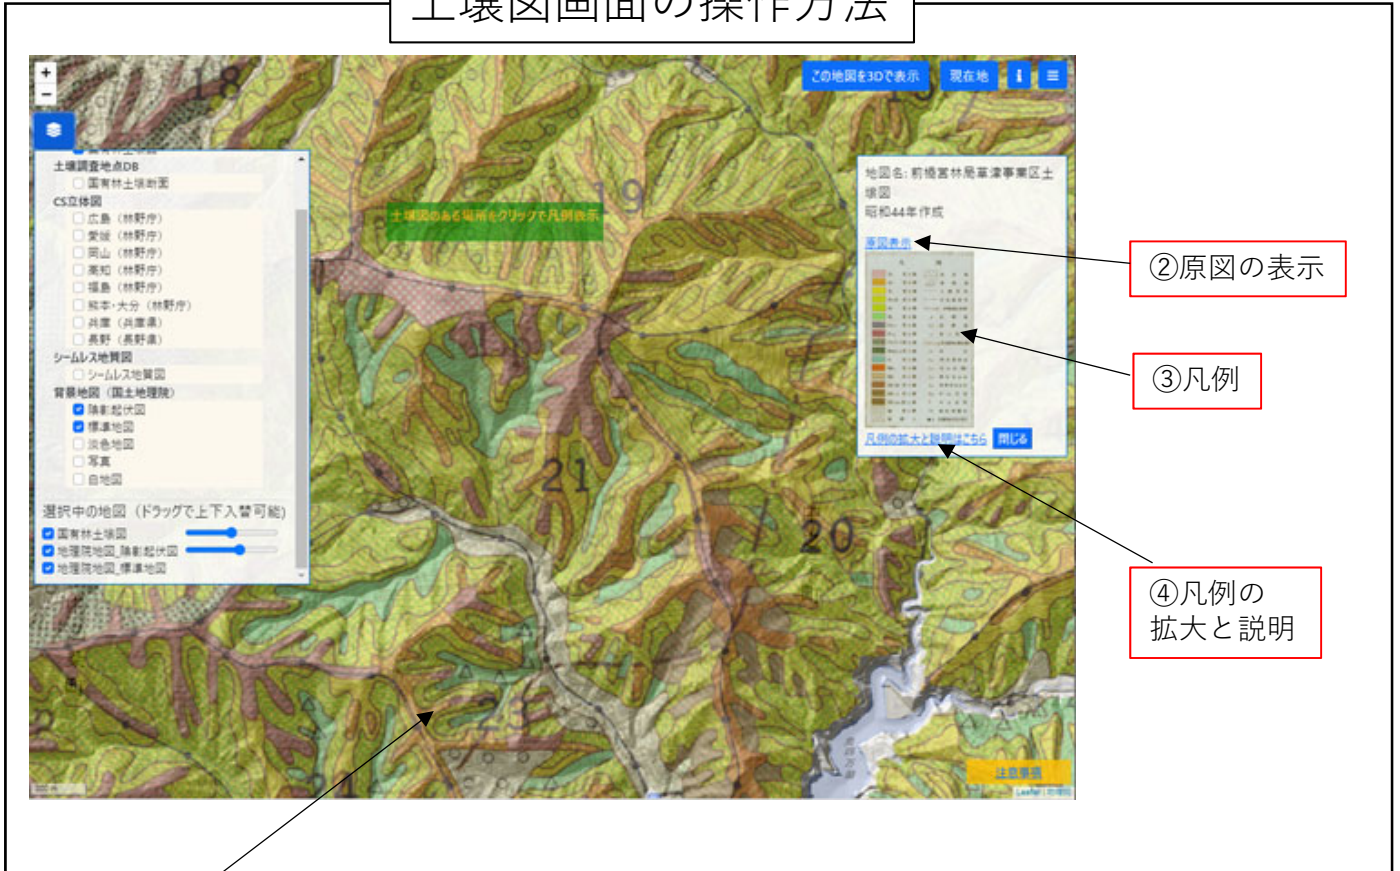 土壌図画面の操作方法
+
−
この地図を3Dで表示
現在地
i
18
19
土壌調査地点DB
国有林土壌断面
CS立体図
広島（林野庁）
愛媛（林野庁）
岡山（林野庁）
高知（林野庁）
福島（林野庁）
熊本・大分（林野庁）
兵庫（兵庫県）
長野（長野県）
シームレス地質図
シームレス地質図
背景地図（国土地理院）
陰影起伏図
標準地図
淡色地図
写真
白地図
選択中の地図（ドラッグで上下入替可能)
国有林土壌図
地理院地図_陰影起伏図
地理院地図_標準地図
土壌図のある場所をクリックで凡例表示
19
21
20
23
24
地図名: 前橋営林局草津事業区土
壌図
昭和44年作成
原図表示
凡例の拡大と説明はこちら
閉じる
②原図の表示
③凡例
④凡例の
拡大と説明
注意事項
Leaflet | 地理院